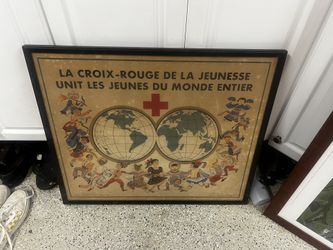 LA CROIX-ROUGE DE LA JEUNESSE
UNIT LES JEUNES DU MONDE ENTIER